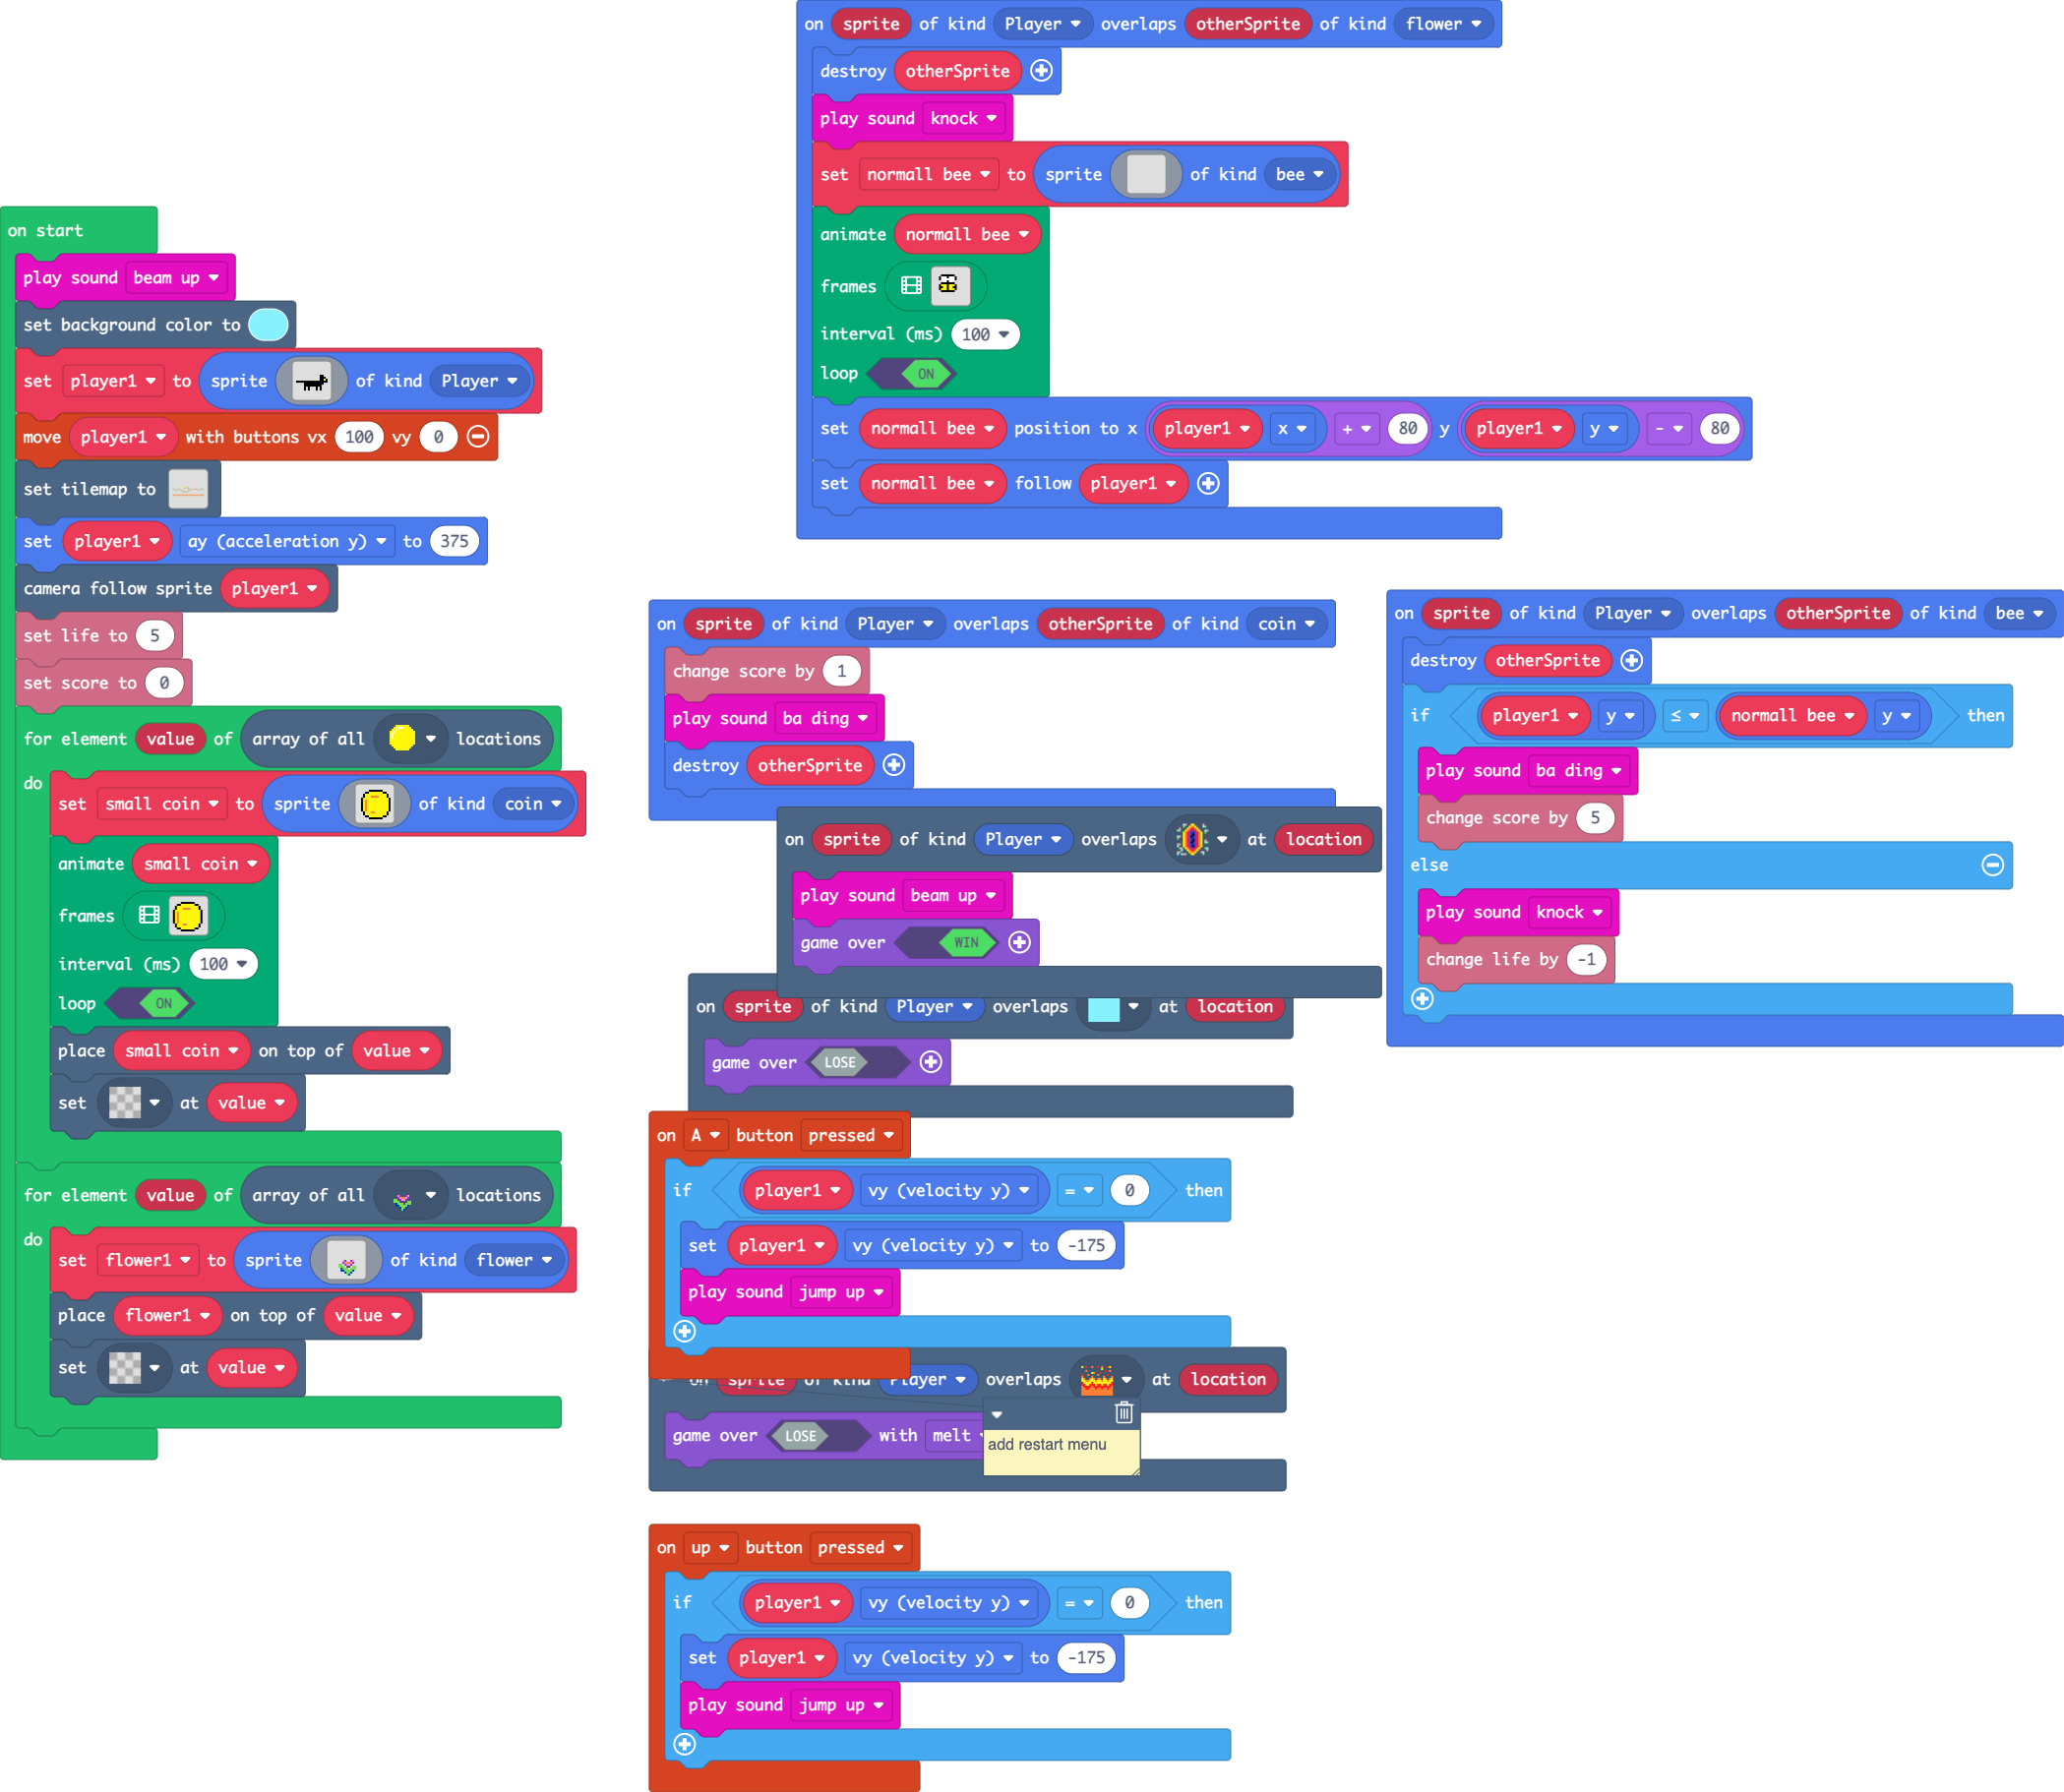 on start
play sound beam up
set background color to
set player1 to sprite of kind Player
move player1 with buttons vx 100 vy 0
set tilemap to
set player1 ay (acceleration y) to 375
camera follow sprite player1
set life to 5
set score to 0
for element value of array of all locations
do
set small coin to sprite of kind coin
animate small coin
frames
interval (ms) 100
loop ON
place small coin on top of value
set at value
for element value of array of all locations
do
set flower1 to sprite of kind flower
place flower1 on top of value
set at value
on sprite of kind Player overlaps otherSprite of kind flower
destroy otherSprite
play sound knock
set normall bee to sprite of kind bee
animate normall bee
frames
interval (ms) 100
loop ON
set normall bee position to x player1 x + 80 y player1 y - 80
set normall bee follow player1
on sprite of kind Player overlaps otherSprite of kind coin
change score by 1
play sound ba ding
destroy otherSprite
on sprite of kind Player overlaps at location
play sound beam up
game over WIN
on sprite of kind Player overlaps at location
game over LOSE
on A button pressed
if player1 vy (velocity y) = 0 then
set player1 vy (velocity y) to -175
play sound jump up
on sprite of kind Player overlaps at location
game over LOSE with melt
add restart menu
on up button pressed
if player1 vy (velocity y) = 0 then
set player1 vy (velocity y) to -175
play sound jump up
on sprite of kind Player overlaps otherSprite of kind bee
destroy otherSprite
if player1 y ≤ normall bee y then
play sound ba ding
change score by 5
else
play sound knock
change life by -1